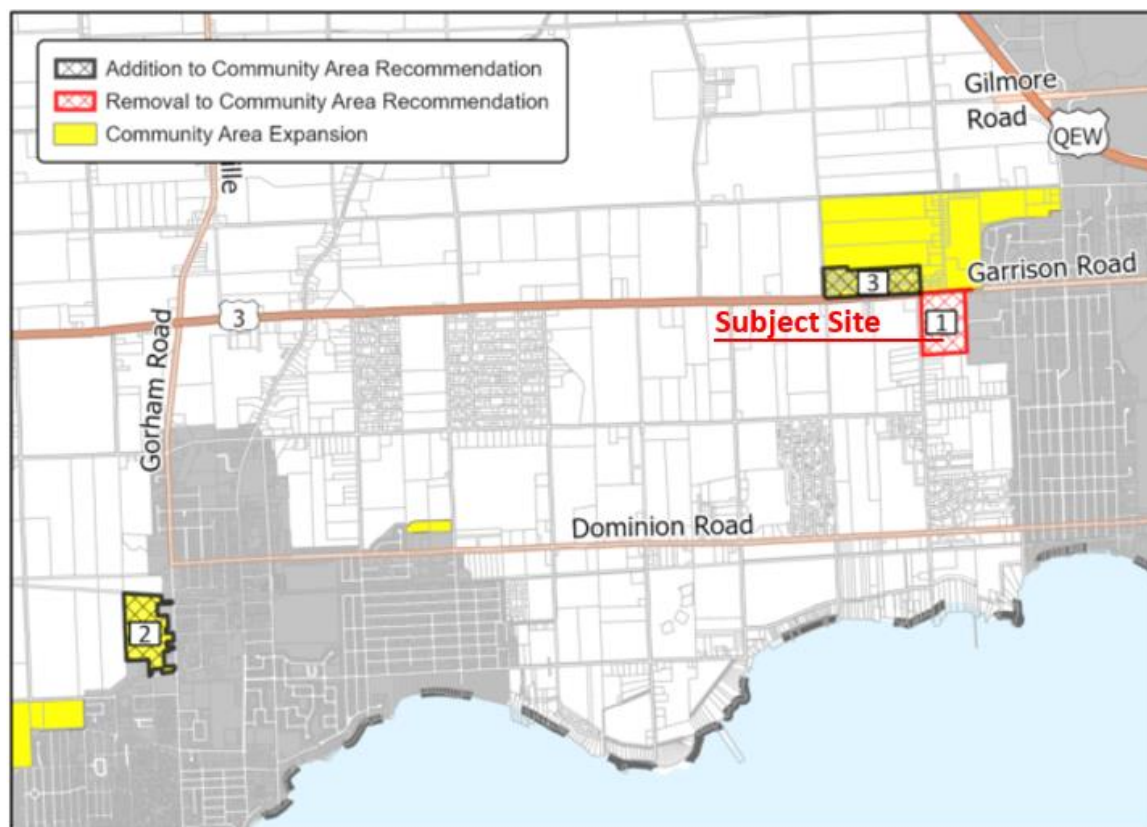 Addition to Community Area Recommendation
Removal to Community Area Recommendation
Community Area Expansion
Gilmore
Road
QEW
ville
Garrison Road
3
3
Subject Site
1
Gorham Road
Dominion Road
2